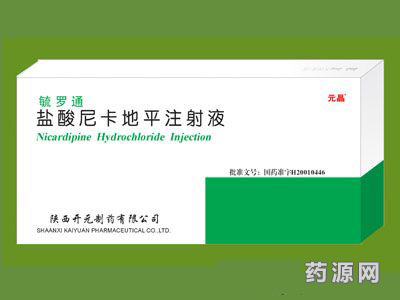 毓罗通
元晶®
盐酸尼卡地平注射液
Nicardipine Hydrochloride Injection
批准文号：国药准字H20010446
陕西开元制药有限公司
SHAANXI KAIYUAN PHARMACEUTICAL CO.,LTD.
药源网